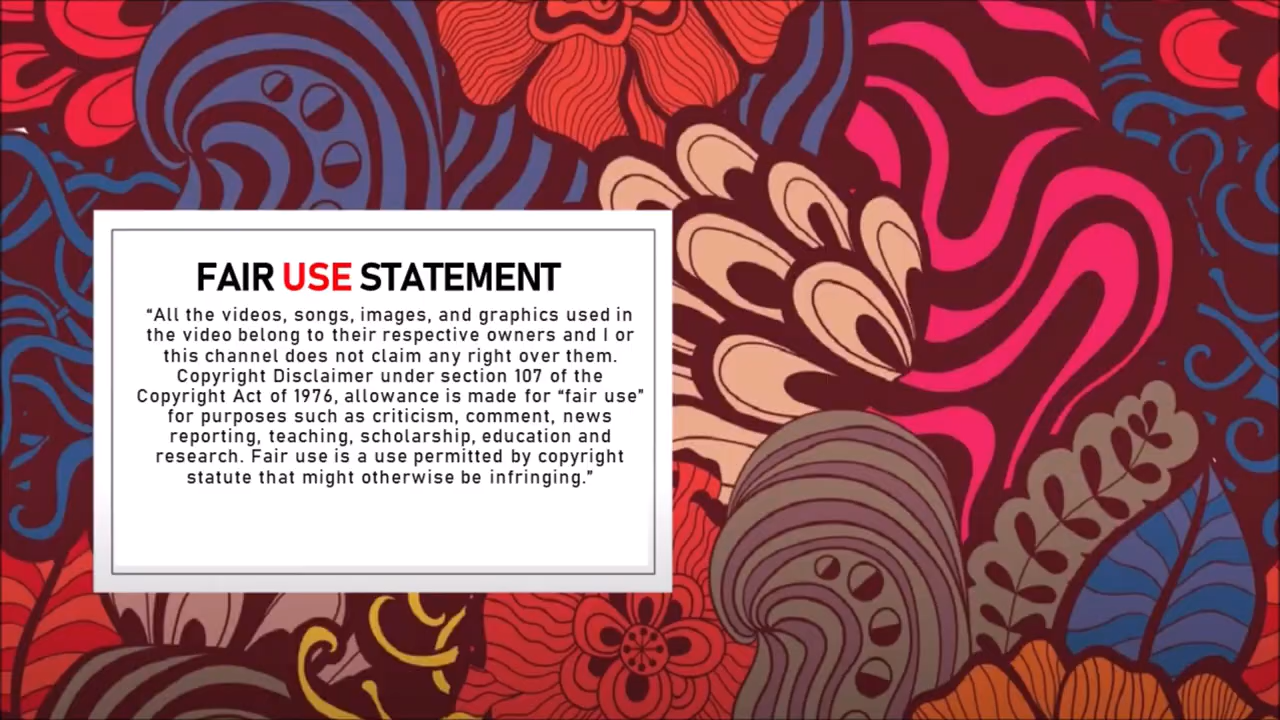 FAIR USE STATEMENT
“All the videos, songs, images, and graphics used in
the video belong to their respective owners and I or
this channel does not claim any right over them.
Copyright Disclaimer under section 107 of the
Copyright Act of 1976, allowance is made for “fair use”
for purposes such as criticism, comment, news
reporting, teaching, scholarship, education and
research. Fair use is a use permitted by copyright
statute that might otherwise be infringing.”